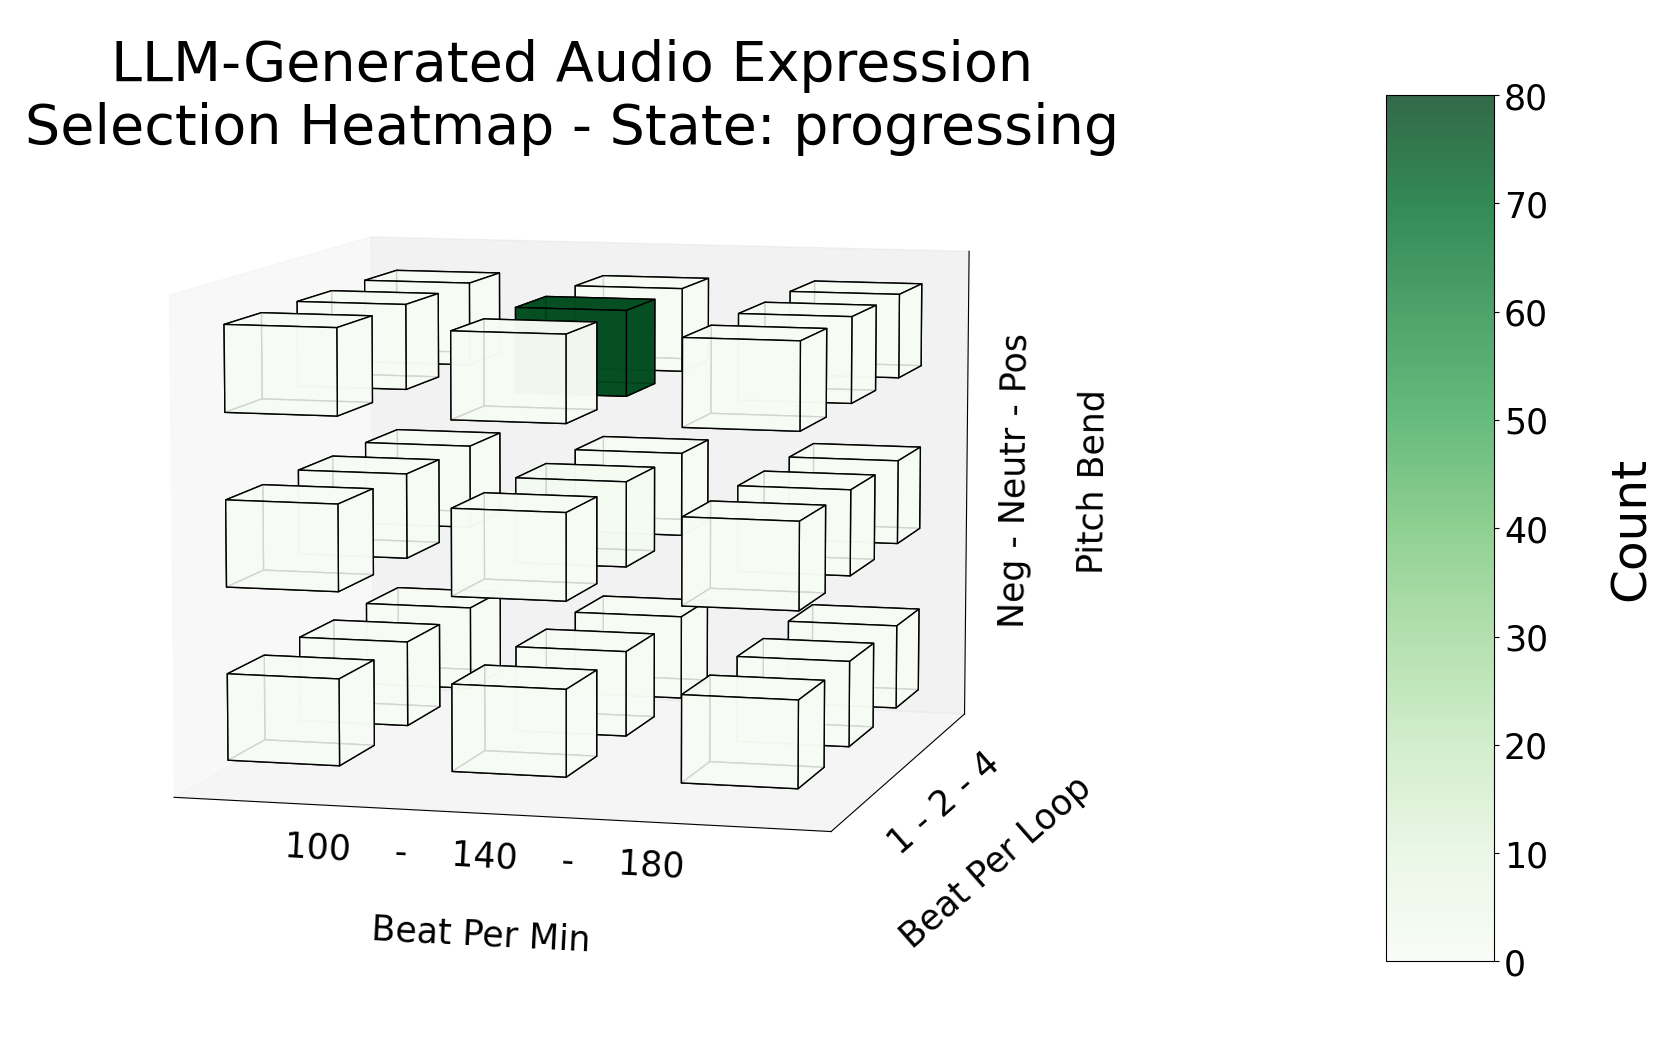 LLM-Generated Audio Expression
Selection Heatmap - State: progressing
Neg - Neutr - Pos
Pitch Bend
1 - 2 - 4
Beat Per Loop
100 - 140 - 180
Beat Per Min
80
70
60
50
40
30
20
10
0
Count